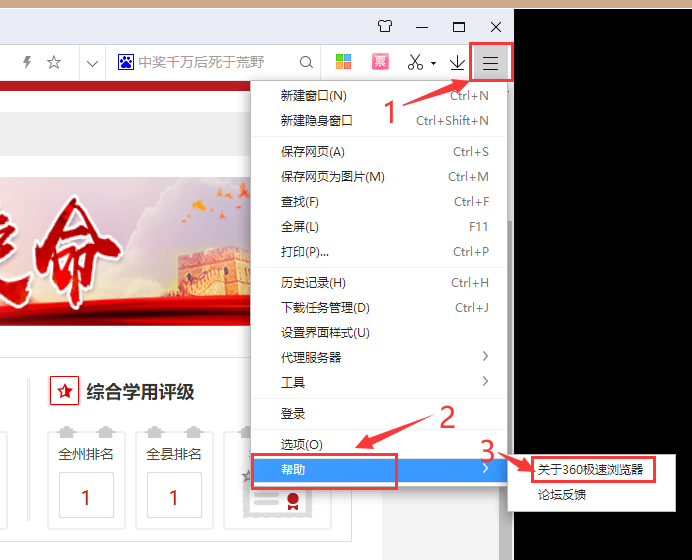 中奖千万后死于荒野
票
1
新建窗口(N) Ctrl+N
新建隐身窗口 Ctrl+Shift+N
保存网页(A) Ctrl+S
保存网页为图片(M) Ctrl+M
查找(F) Ctrl+F
全屏(L) F11
打印(P)... Ctrl+P
历史记录(H) Ctrl+H
下载任务管理(D) Ctrl+J
设置界面样式(U)
代理服务器
工具
登录
选项(O)
2
帮助
3
关于360极速浏览器
论坛反馈
命
综合学用评级
全州排名
全县排名
1
1